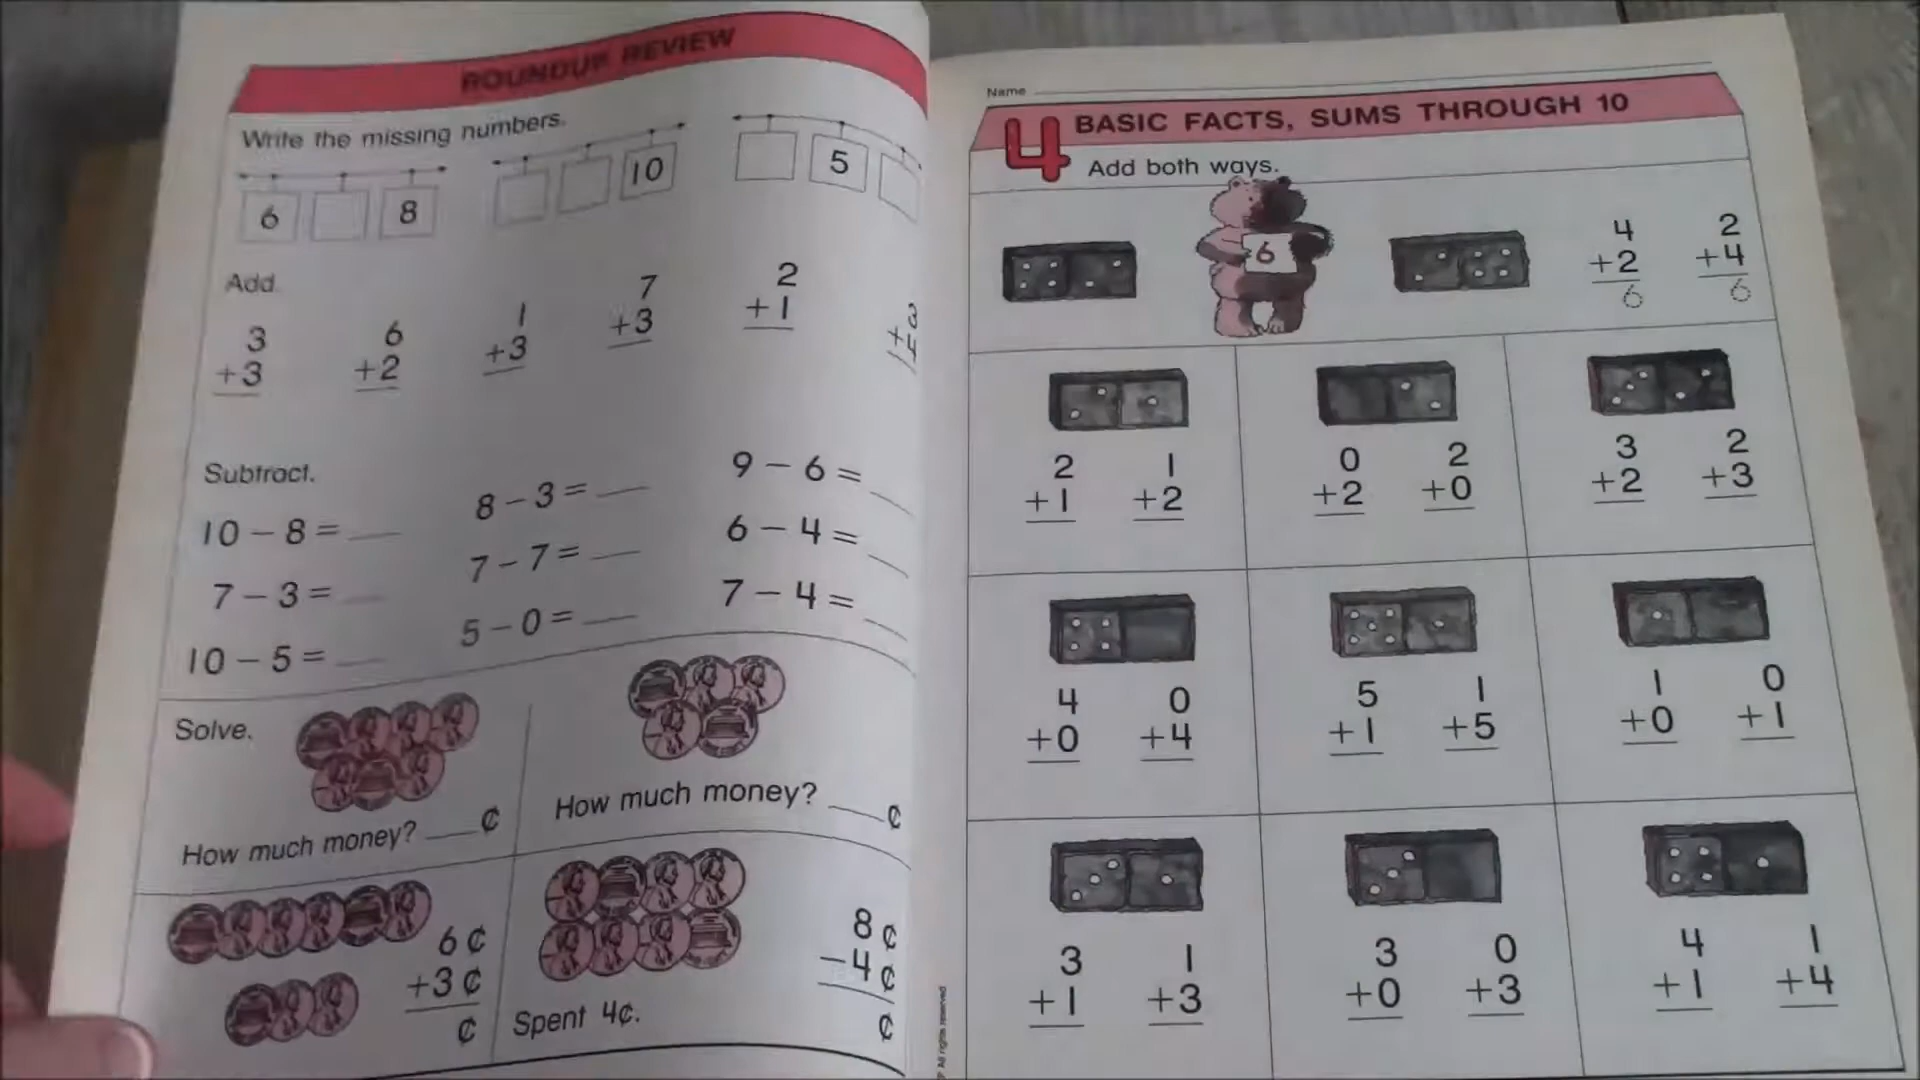 ROUNDUP REVIEW
Write the missing numbers.
6 8
10
5
Add.
3 +3
6 +2
1 +3
7 +3
2 +1
3 +4
Subtract.
10 - 8 =
8 - 3 =
9 - 6 =
7 - 3 =
7 - 7 =
6 - 4 =
10 - 5 =
5 - 0 =
7 - 4 =
Solve.
How much money? ¢
How much money? ¢
6¢
+3¢
¢
8¢
-4¢
¢
Spent 4¢.
Name
4 BASIC FACTS, SUMS THROUGH 10
Add both ways.
6
4 2
+2 +4
6 6
2 1 0 2 3 2
+1 +2 +2 +0 +2 +3
4 0 5 1 1 0
+0 +4 +1 +5 +0 +1
3 1 3 0 4 1
+1 +3 +0 +3 +1 +4
All rights reserved